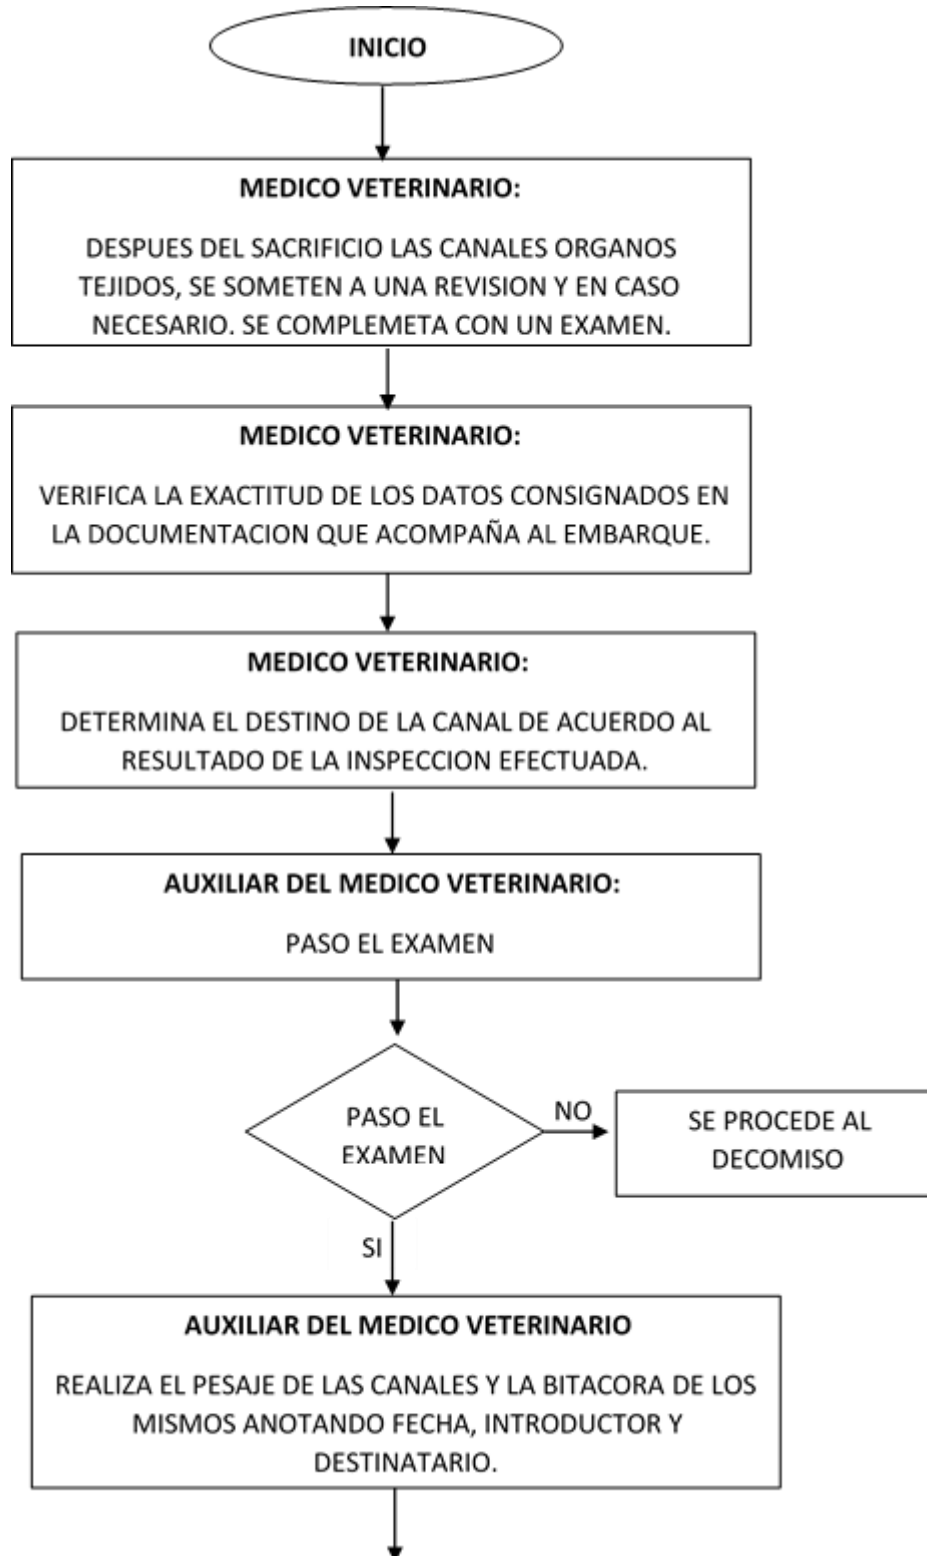 INICIO
MEDICO VETERINARIO:
DESPUES DEL SACRIFICIO LAS CANALES ORGANOS
TEJIDOS, SE SOMETEN A UNA REVISION Y EN CASO
NECESARIO. SE COMPLEMETA CON UN EXAMEN.
MEDICO VETERINARIO:
VERIFICA LA EXACTITUD DE LOS DATOS CONSIGNADOS EN
LA DOCUMENTACION QUE ACOMPAÑA AL EMBARQUE.
MEDICO VETERINARIO:
DETERMINA EL DESTINO DE LA CANAL DE ACUERDO AL
RESULTADO DE LA INSPECCION EFECTUADA.
AUXILIAR DEL MEDICO VETERINARIO:
PASO EL EXAMEN
PASO EL
EXAMEN
NO
SE PROCEDE AL
DECOMISO
SI
AUXILIAR DEL MEDICO VETERINARIO
REALIZA EL PESAJE DE LAS CANALES Y LA BITACORA DE LOS
MISMOS ANOTANDO FECHA, INTRODUCTOR Y
DESTINATARIO.